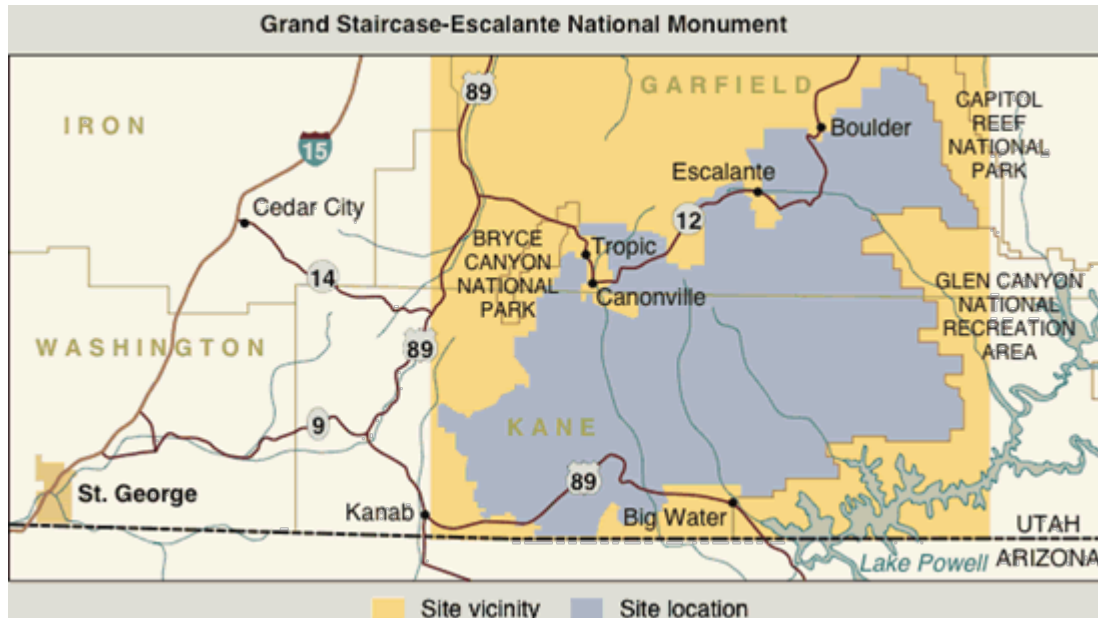 Grand Staircase-Escalante National Monument
89
GARFIELD
IRON
CAPITOL
REEF
NATIONAL
PARK
15
Boulder
Escalante
Cedar City
12
BRYCE
CANYON
NATIONAL
PARK
Tropic
14
Canonville
GLEN CANYON
NATIONAL
RECREATION
AREA
WASHINGTON
89
9
KANE
89
St. George
Kanab
Big Water
UTAH
Lake Powell
ARIZONA
Site vicinity
Site location